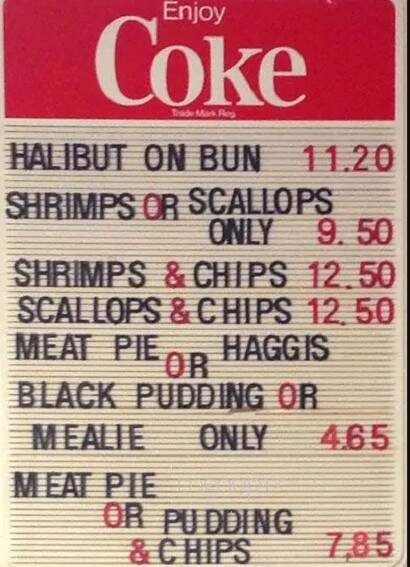 Enjoy
Coke
Trade Mark Reg
HALIBUT ON BUN 11.20
SHRIMPS OR SCALLOPS
ONLY 9.50
SHRIMPS & CHIPS 12.50
SCALLOPS & CHIPS 12.50
MEAT PIE OR HAGGIS
BLACK PUDDING OR
MEALIE ONLY 4.65
MEAT PIE
OR PUDDING
& CHIPS 7,85